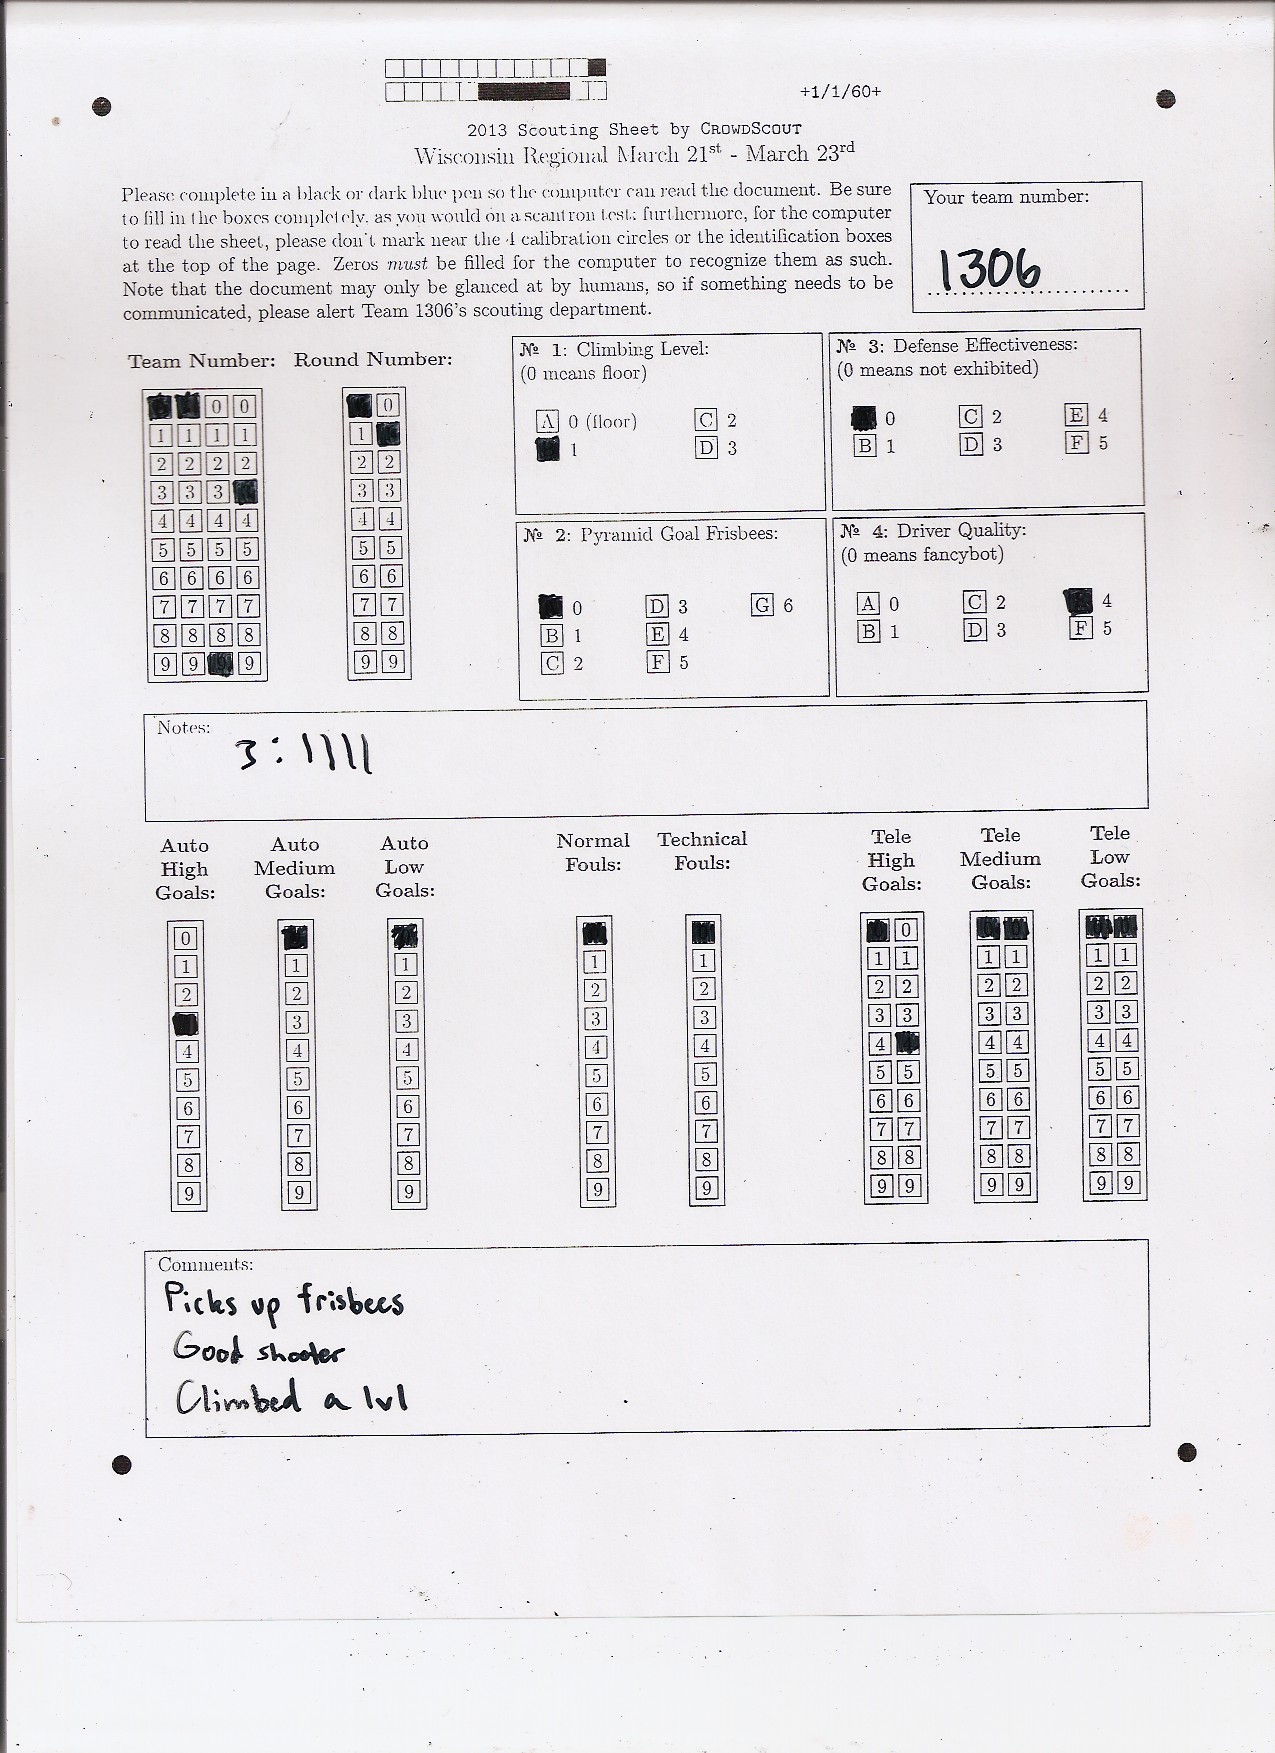 +1/1/60+
2013 Scouting Sheet by CROWDSCOUT
Wisconsin Regional March 21st - March 23rd
Please complete in a black or dark blue pen so the computer can read the document. Be sure
to fill in the boxes completely, as you would on a scantron test; furthermore, for the computer
to read the sheet, please don't mark near the 4 calibration circles or the identification boxes
at the top of the page. Zeros must be filled for the computer to recognize them as such.
Note that the document may only be glanced at by humans, so if something needs to be
communicated, please alert Team 1306's scouting department.
Your team number:
1306
Team Number: Round Number:
0 0 0
1 1 1 1 1
2 2 2 2 2 2
3 3 3 3 3
4 4 4 4 4 4
5 5 5 5 5 5
6 6 6 6 6 6
7 7 7 7 7 7
8 8 8 8 8 8
9 9 9 9 9
№ 1: Climbing Level:
(0 means floor)
A 0 (floor) C 2
1 D 3
№ 3: Defense Effectiveness:
(0 means not exhibited)
0 C 2 E 4
B 1 D 3 F 5
№ 2: Pyramid Goal Frisbees:
0 D 3 G 6
B 1 E 4
C 2 F 5
№ 4: Driver Quality:
(0 means fancybot)
A 0 C 2 4
B 1 D 3 F 5
Notes:
3: \\\\
Auto High Goals: Auto Medium Goals: Auto Low Goals: Normal Fouls: Technical Fouls: Tele High Goals: Tele Medium Goals: Tele Low Goals:
0 0
1 1 1 1 1 1 1 1 1 1 1
2 2 2 2 2 2 2 2 2 2 2
3 3 3 3 3 3 3 3 3 3
4 4 4 4 4 4 4 4 4 4
5 5 5 5 5 5 5 5 5 5 5
6 6 6 6 6 6 6 6 6 6 6
7 7 7 7 7 7 7 7 7 7 7
8 8 8 8 8 8 8 8 8 8 8
9 9 9 9 9 9 9 9 9 9 9
Comments:
Picks up frisbees
Good shooter
Climbed a lvl